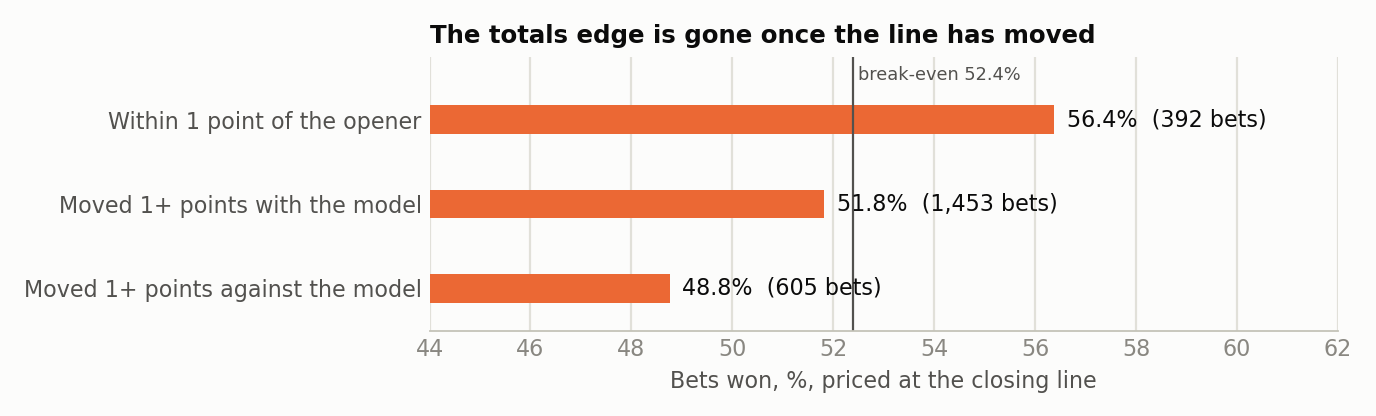 The totals edge is gone once the line has moved
break-even 52.4%
Within 1 point of the opener
56.4%  (392 bets)
Moved 1+ points with the model
51.8%  (1,453 bets)
Moved 1+ points against the model
48.8%  (605 bets)
44 46 48 50 52 54 56 58 60 62
Bets won, %, priced at the closing line